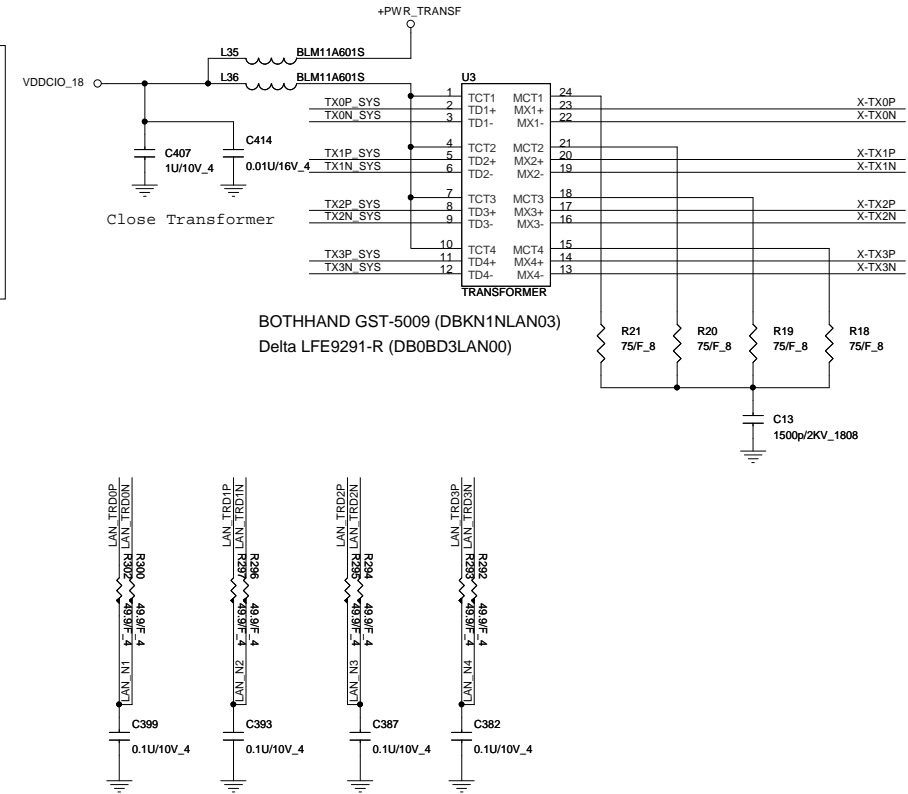 +PWR_TRANSF
L35 BLM11A601S
VDDCIO_18
L36 BLM11A601S
U3
1 TCT1 MCT1 24
TX0P_SYS 2 TD1+ MX1+ 23 X-TX0P
TX0N_SYS 3 TD1- MX1- 22 X-TX0N
4 TCT2 MCT2 21
TX1P_SYS 5 TD2+ MX2+ 20 X-TX1P
TX1N_SYS 6 TD2- MX2- 19 X-TX1N
7 TCT3 MCT3 18
TX2P_SYS 8 TD3+ MX3+ 17 X-TX2P
TX2N_SYS 9 TD3- MX3- 16 X-TX2N
10 TCT4 MCT4 15
TX3P_SYS 11 TD4+ MX4+ 14 X-TX3P
TX3N_SYS 12 TD4- MX4- 13 X-TX3N
TRANSFORMER
C407
1U/10V_4
C414
0.01U/16V_4
Close Transformer
BOTHHAND GST-5009 (DBKN1NLAN03)
Delta LFE9291-R (DB0BD3LAN00)
R21
75/F_8
R20
75/F_8
R19
75/F_8
R18
75/F_8
C13
1500p/2KV_1808
LAN_TRD0P
LAN_TRD0N
R302
R300
49.9/F_4
49.9/F_4
LAN_N1
C399
0.1U/10V_4
LAN_TRD1P
LAN_TRD1N
R297
R296
49.9/F_4
49.9/F_4
LAN_N2
C393
0.1U/10V_4
LAN_TRD2P
LAN_TRD2N
R295
R294
49.9/F_4
49.9/F_4
LAN_N3
C387
0.1U/10V_4
LAN_TRD3P
LAN_TRD3N
R293
R292
49.9/F_4
49.9/F_4
LAN_N4
C382
0.1U/10V_4